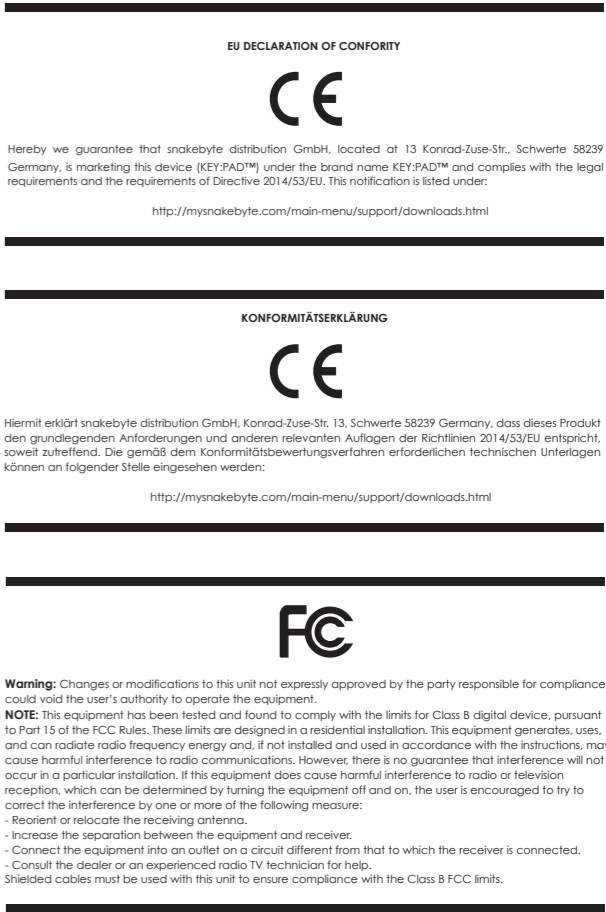 EU DECLARATION OF CONFORITY
CE
Hereby we guarantee that snakebyte distribution GmbH, located at 13 Konrad-Zuse-Str., Schwerte 58239
Germany, is marketing this device (KEY:PAD™) under the brand name KEY:PAD™ and complies with the legal
requirements and the requirements of Directive 2014/53/EU. This notification is listed under:
http://mysnakebyte.com/main-menu/support/downloads.html
KONFORMITÄTSERKLÄRUNG
CE
Hiermit erklärt snakebyte distribution GmbH, Konrad-Zuse-Str. 13, Schwerte 58239 Germany, dass dieses Produkt
den grundlegenden Anforderungen und anderen relevanten Auflagen der Richtlinien 2014/53/EU entspricht,
soweit zutreffend. Die gemäß dem Konformitätsbewertungsverfahren erforderlichen technischen Unterlagen
können an folgender Stelle eingesehen werden:
http://mysnakebyte.com/main-menu/support/downloads.html
FC
Warning: Changes or modifications to this unit not expressly approved by the party responsible for compliance
could void the user's authority to operate the equipment.
NOTE: This equipment has been tested and found to comply with the limits for Class B digital device, pursuant
to Part 15 of the FCC Rules. These limits are designed in a residential installation. This equipment generates, uses,
and can radiate radio frequency energy and, if not installed and used in accordance with the instructions, may
cause harmful interference to radio communications. However, there is no guarantee that interference will not
occur in a particular installation. If this equipment does cause harmful interference to radio or television
reception, which can be determined by turning the equipment off and on, the user is encouraged to try to
correct the interference by one or more of the following measure:
- Reorient or relocate the receiving antenna.
- Increase the separation between the equipment and receiver.
- Connect the equipment into an outlet on a circuit different from that to which the receiver is connected.
- Consult the dealer or an experienced radio TV technician for help.
Shielded cables must be used with this unit to ensure compliance with the Class B FCC limits.